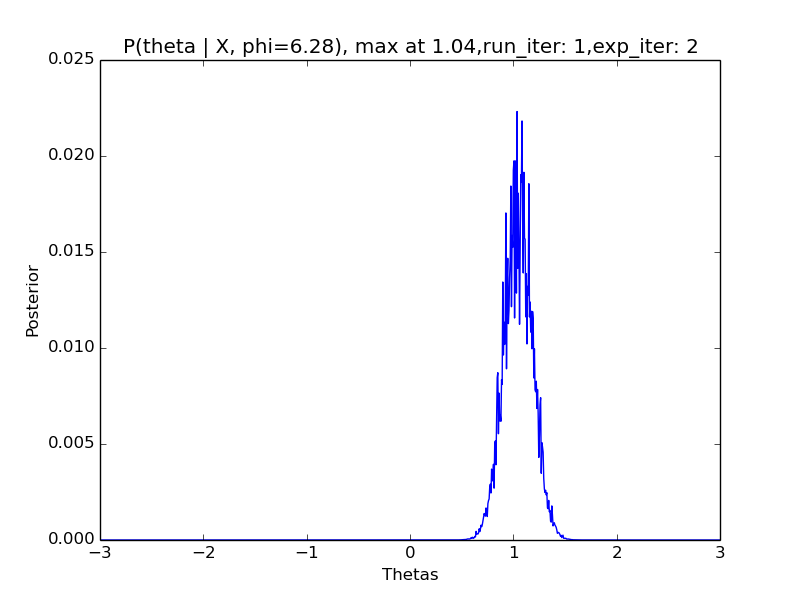 P(theta | X, phi=6.28), max at 1.04,run_iter: 1,exp_iter: 2
0.025
0.020
0.015
0.010
0.005
0.000
Posterior
−3 −2 −1 0 1 2 3
Thetas